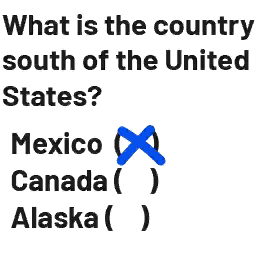 What is the country
south of the United
States?
Mexico (X)
Canada ( )
Alaska ( )